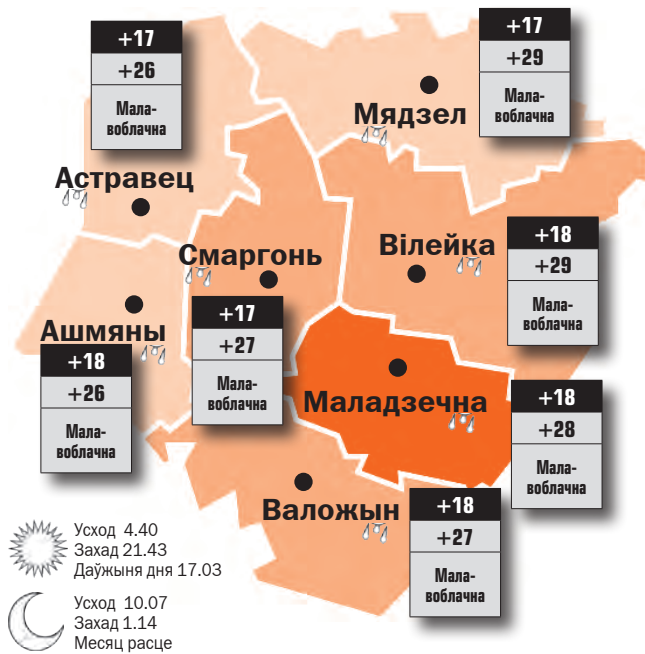 +17
+26
Мала-
воблачна
+17
+29
Мала-
воблачна
Мядзел
Астравец
Смаргонь
Вілейка
+18
+29
Мала-
воблачна
Ашмяны
+18
+26
Мала-
воблачна
+17
+27
Мала-
воблачна
Маладзечна
+18
+28
Мала-
воблачна
Валожын
+18
+27
Мала-
воблачна
Усход 4.40
Захад 21.43
Даўжыня дня 17.03
Усход 10.07
Захад 1.14
Месяц расце